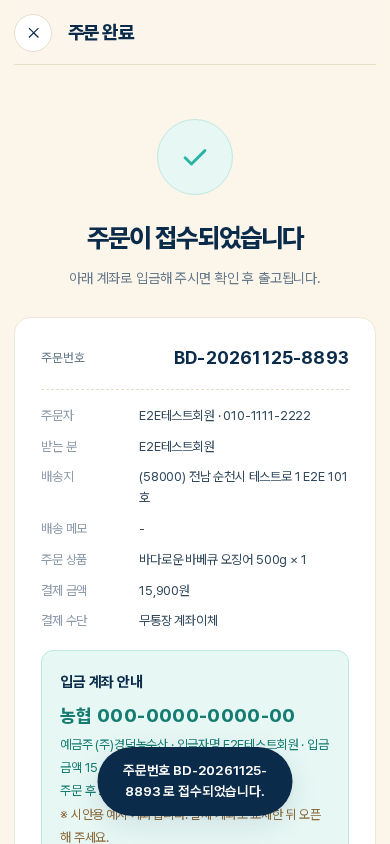 주문 완료
주문이 접수되었습니다
아래 계좌로 입금해 주시면 확인 후 출고됩니다.
주문번호 BD-20261125-8893
주문자 E2E테스트회원 · 010-1111-2222
받는 분 E2E테스트회원
배송지 (58000) 전남 순천시 테스트로 1 E2E 101
호
배송 메모 -
주문 상품 바다로운바베큐 오징어 500g × 1
결제 금액 15,900원
결제 수단 무통장 계좌이체
입금 계좌 안내
농협 000-0000-0000-00
예금주 (주)경덕농수산 · 입금자명 E2E테스트회원 · 입금
금액 15
주문 후
주문번호 BD-20261125-
8893 로 접수되었습니다.
※ 시안용 예시 오픈
해 주세요.